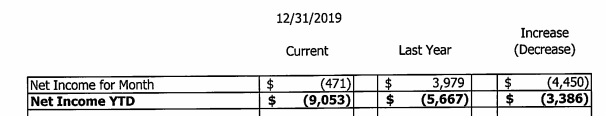 12/31/2019
Increase
Current Last Year (Decrease)
Net Income for Month $ (471) $ 3,979 $ (4,450)
Net Income YTD $ (9,053) $ (5,667) $ (3,386)